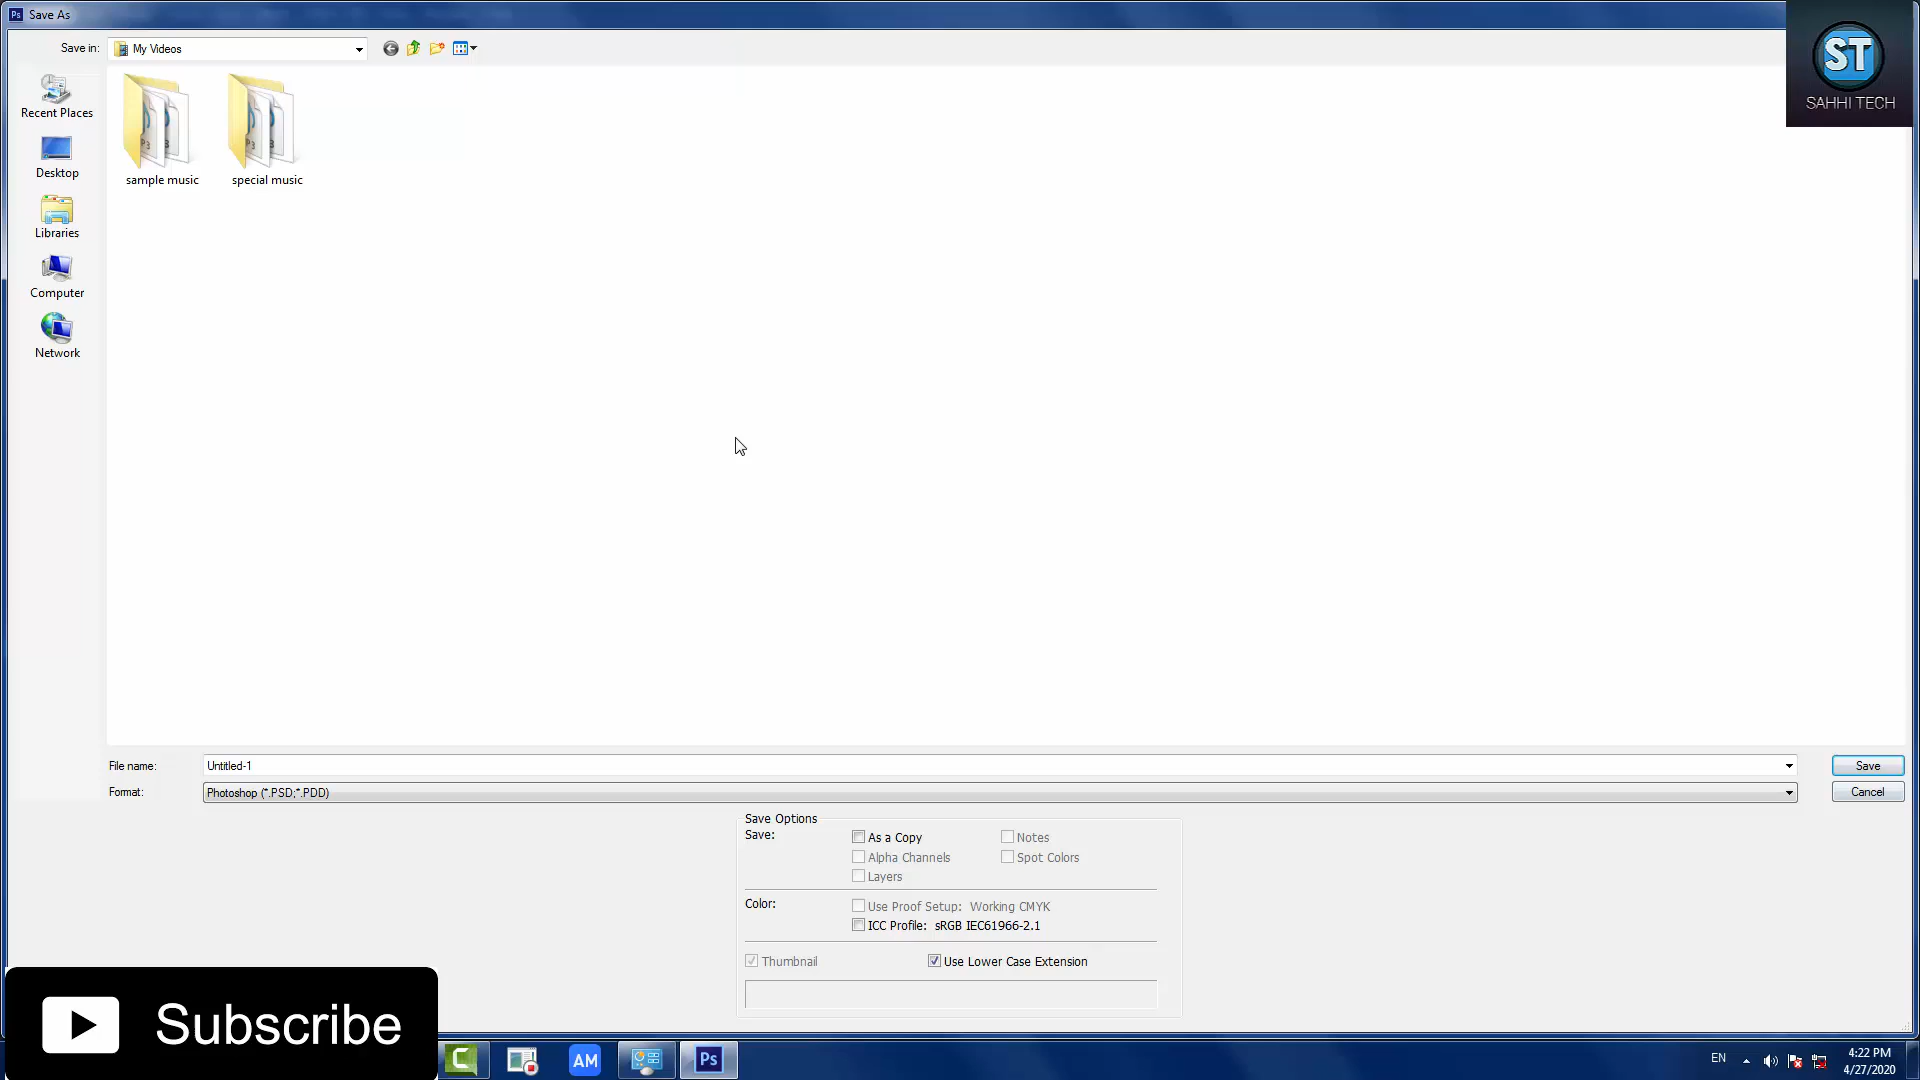 Save As
Save in: My Videos
ST
SAHHI TECH
Recent Places
Desktop
Libraries
Computer
Network
sample music
special music
File name: Untitled-1
Save
Format: Photoshop (*.PSD;*.PDD)
Cancel
Save Options
Save:
As a Copy
Notes
Alpha Channels
Spot Colors
Layers
Color:
Use Proof Setup: Working CMYK
ICC Profile: sRGB IEC61966-2.1
Thumbnail
Use Lower Case Extension
Subscribe
AM
Ps
EN
4:22 PM
4/27/2020